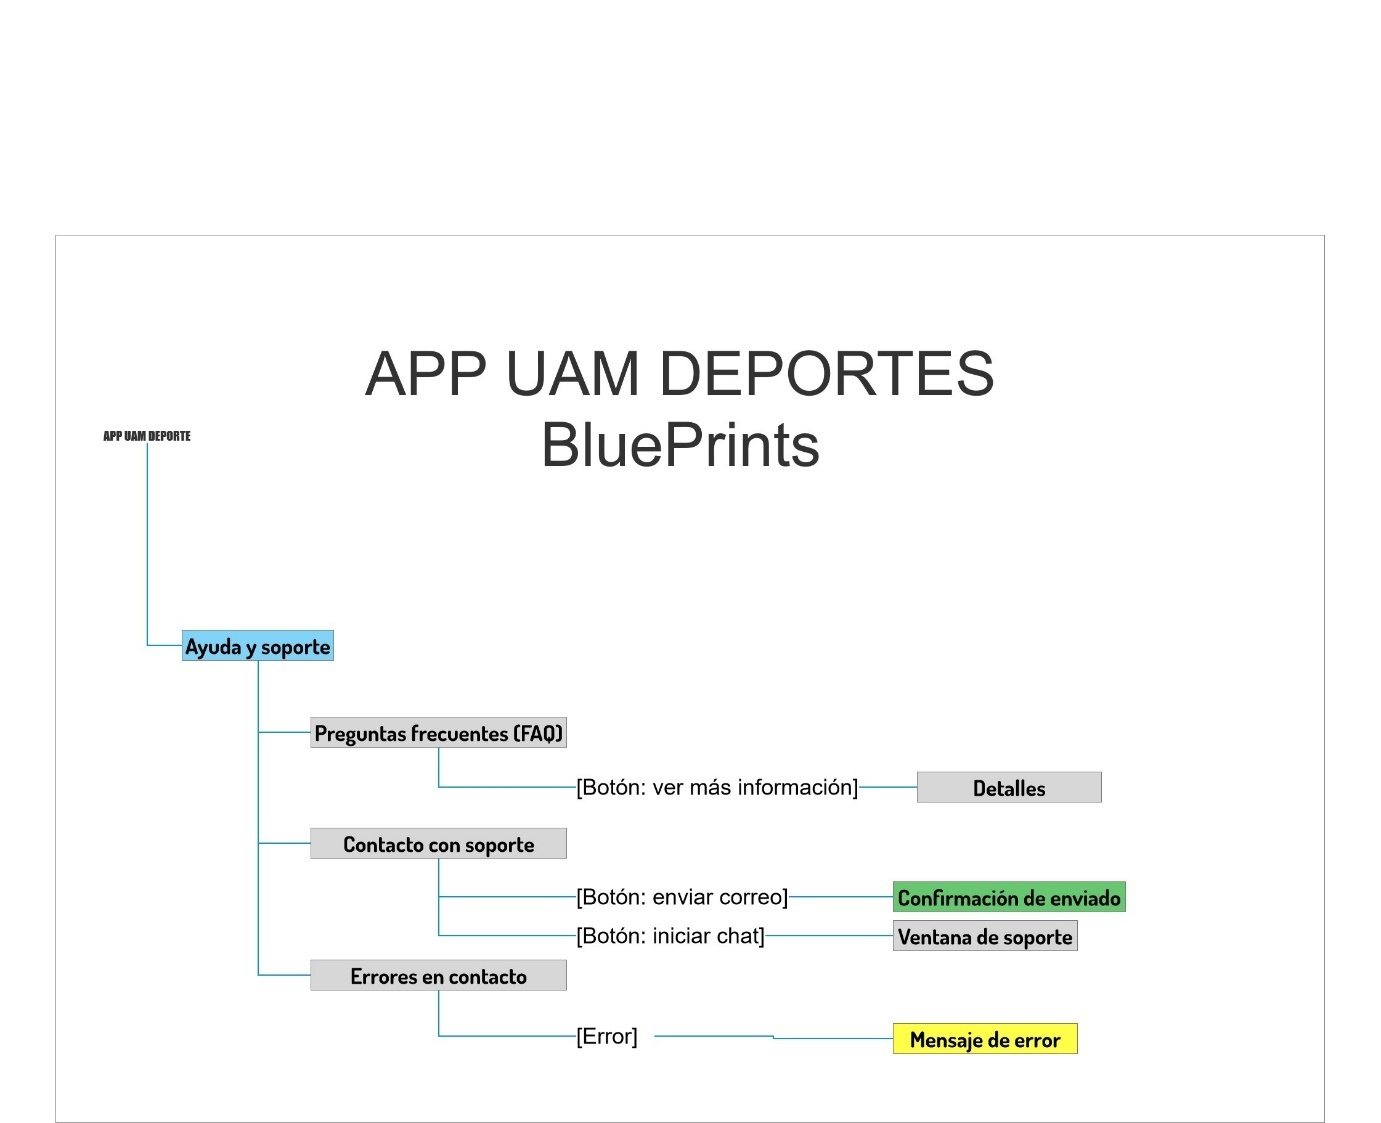 APP UAM DEPORTES
BluePrints
APP UAM DEPORTE
Ayuda y soporte
Preguntas frecuentes (FAQ)
[Botón: ver más información]
Detalles
Contacto con soporte
[Botón: enviar correo]
Confirmación de enviado
[Botón: iniciar chat]
Ventana de soporte
Errores en contacto
[Error]
Mensaje de error